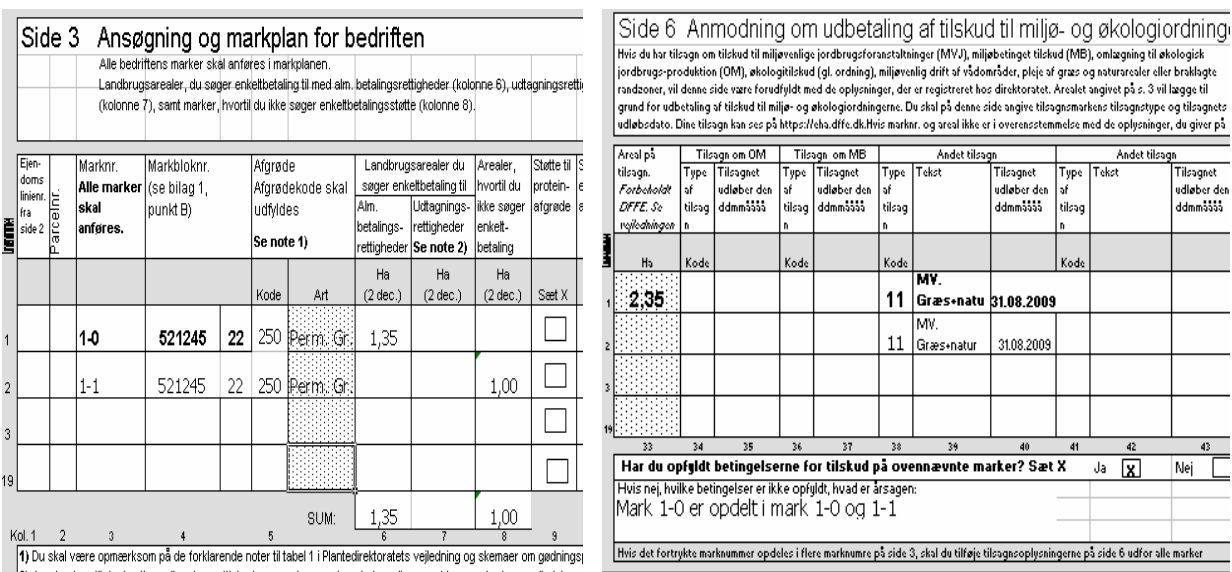 Side 3 Ansøgning og markplan for bedriften
Alle bedriftens marker skal anføres i markplanen.
Landbrugsarealer, du søger enkeltbetaling til med alm. betalingsrettigheder (kolonne 6), udtagningsretti
(kolonne 7), samt marker, hvortil du ikke søger enkeltbetalingsstøtte (kolonne 8).
Ejen-
doms
linienr.
fra
side 2
Parcelnr.
Marknr.
Alle marker
skal
anføres.
Markbloknr.
(se bilag 1,
punkt B)
Afgrøde
Afgrødekode skal
udfyldes
Se note 1)
Landbrugsarealer du
søger enkeltbetaling til
Alm.
betalings-
rettigheder
Udtagnings-
rettigheder
Se note 2)
Arealer,
hvortil du
ikke søger
enkelt-
betaling
Støtte til
protein-
afgrøde
Kode Art Ha (2 dec.) Ha (2 dec.) Ha (2 dec.) Sæt X
1 1-0 521245 22 250 Perm. Gr. 1,35
2 1-1 521245 22 250 Perm. Gr. 1,00
3
19
SUM: 1,35 1,00
Kol. 1 2 3 4 5 6 7 8 9
1) Du skal være opmærksom på de forklarende noter til tabel 1 i Plantedirektoratets vejledning og skemaer om gødningsp
Side 6 Anmodning om udbetaling af tilskud til miljø- og økologiordninge
Hvis du har tilsagn om tilskud til miljøvenlige jordbrugsforanstaltninger (MVJ), miljøbetinget tilskud (MB), omlægning til økologisk
jordbrugs-produktion (OM), økologitilskud (gl. ordning), miljøvenlig drift af vådområder, pleje af græs og naturarealer eller braklagte
randzoner, vil denne side være forudfyldt med de oplysninger, der er registreret hos direktoratet. Arealet angivet på s. 3 vil lægge til
grund for udbetaling af tilskud til miljø- og økologiordningerne. Du skal på denne side angive tilsagnsmarkens tilsagnstype og tilsagnets
udløbsdato. Dine tilsagn kan ses på https://eha.dffe.dk.Hvis marknr. og areal ikke er i overensstemmelse med de oplysninger, du giver på
Areal på
tilsagn.
Forbeholdt
DFFE. Se
vejledningen
Tilsagn om OM
Type
af
tilsag
n
Tilsagnet
udløber den
ddmmåååå
Tilsagn om MB
Type
af
tilsag
n
Tilsagnet
udløber den
ddmmåååå
Andet tilsagn
Type
af
tilsag
n
Tekst
Tilsagnet
udløber den
ddmmåååå
Andet tilsagn
Type
af
tilsag
n
Tekst
Tilsagnet
udløber den
ddmmåååå
Ha Kode Kode Kode Kode
MV.
1 2,35 11 Græs+natu 31.08.2009
MV.
2 11 Græs+natur 31.08.2009
3
19
33 34 35 36 37 38 39 40 41 42 43
Har du opfyldt betingelserne for tilskud på ovennævnte marker? Sæt X Ja X Nej
Hvis nej, hvilke betingelser er ikke opfyldt, hvad er årsagen:
Mark 1-0 er opdelt i mark 1-0 og 1-1
Hvis det fortrykte marknummer opdeles i flere marknumre på side 3, skal du tilføje tilsagnsoplysningerne på side 6 udfor alle marker